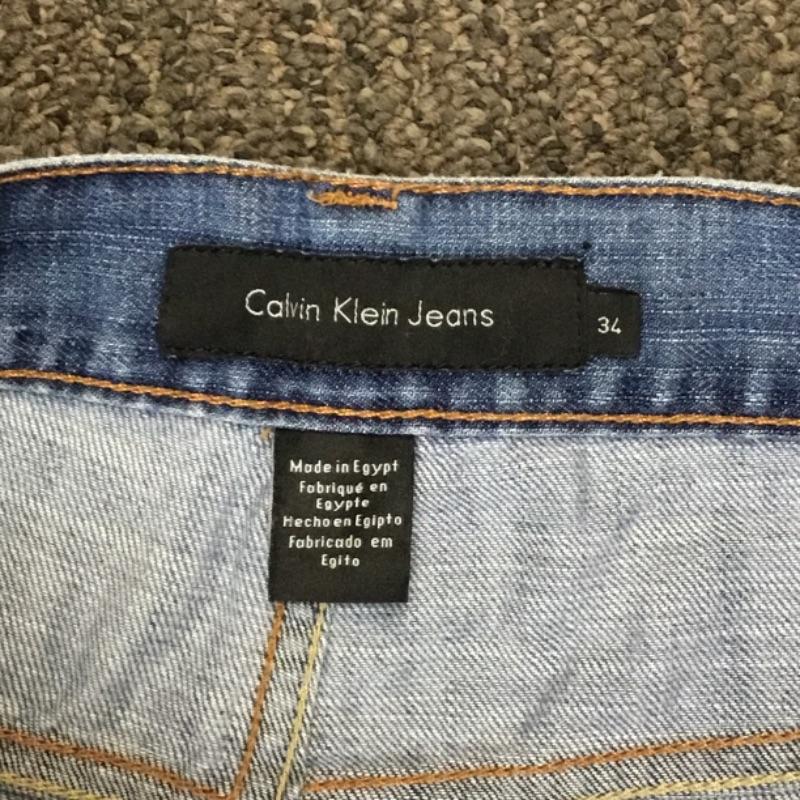 Calvin Klein Jeans
34
Made in Egypt
Fabriqué en
Egypte
Hecho en Egipto
Fabricado em
Egito